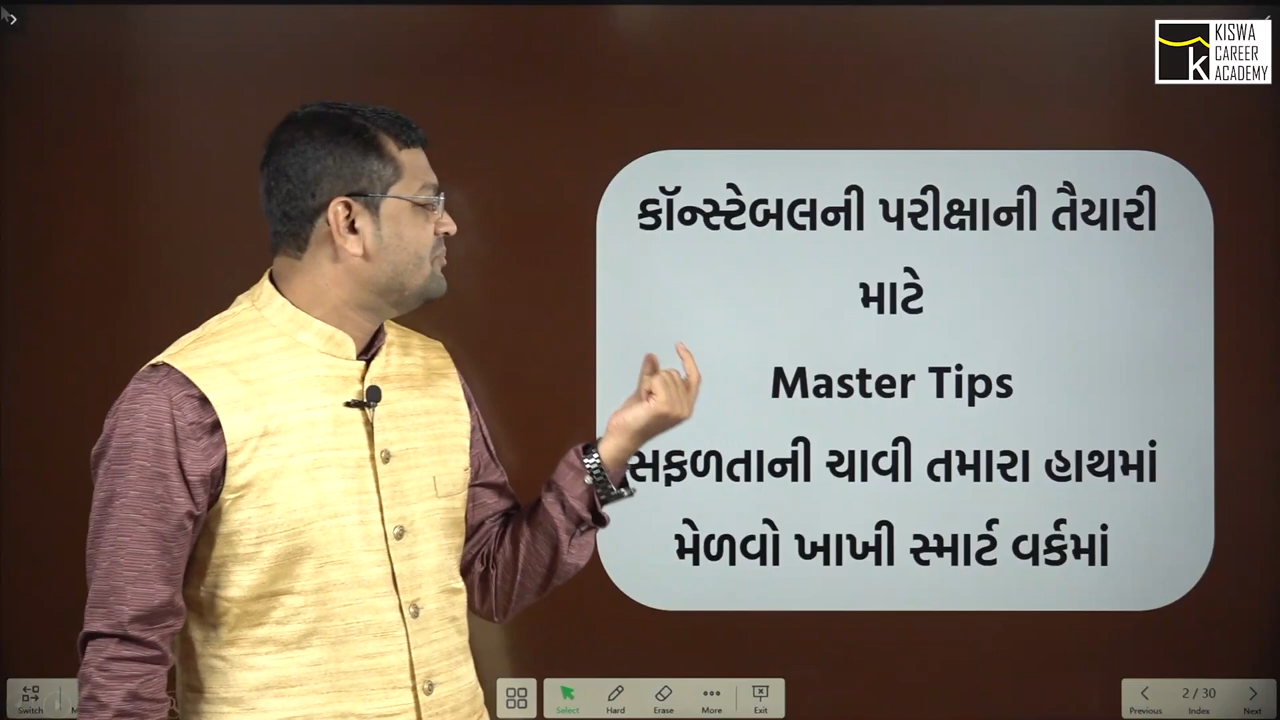 KISWA
CAREER
ACADEMY
k
કૉન્સ્ટેબલની પરીક્ષાની તૈયારી
માટે
Master Tips
સફળતાની ચાવી તમારા હાથમાં
મેળવો ખાખી સ્માર્ટ વર્કમાં
Switch
Select
Hard
Erase
More
Exit
2 / 30
Previous
Index
Next